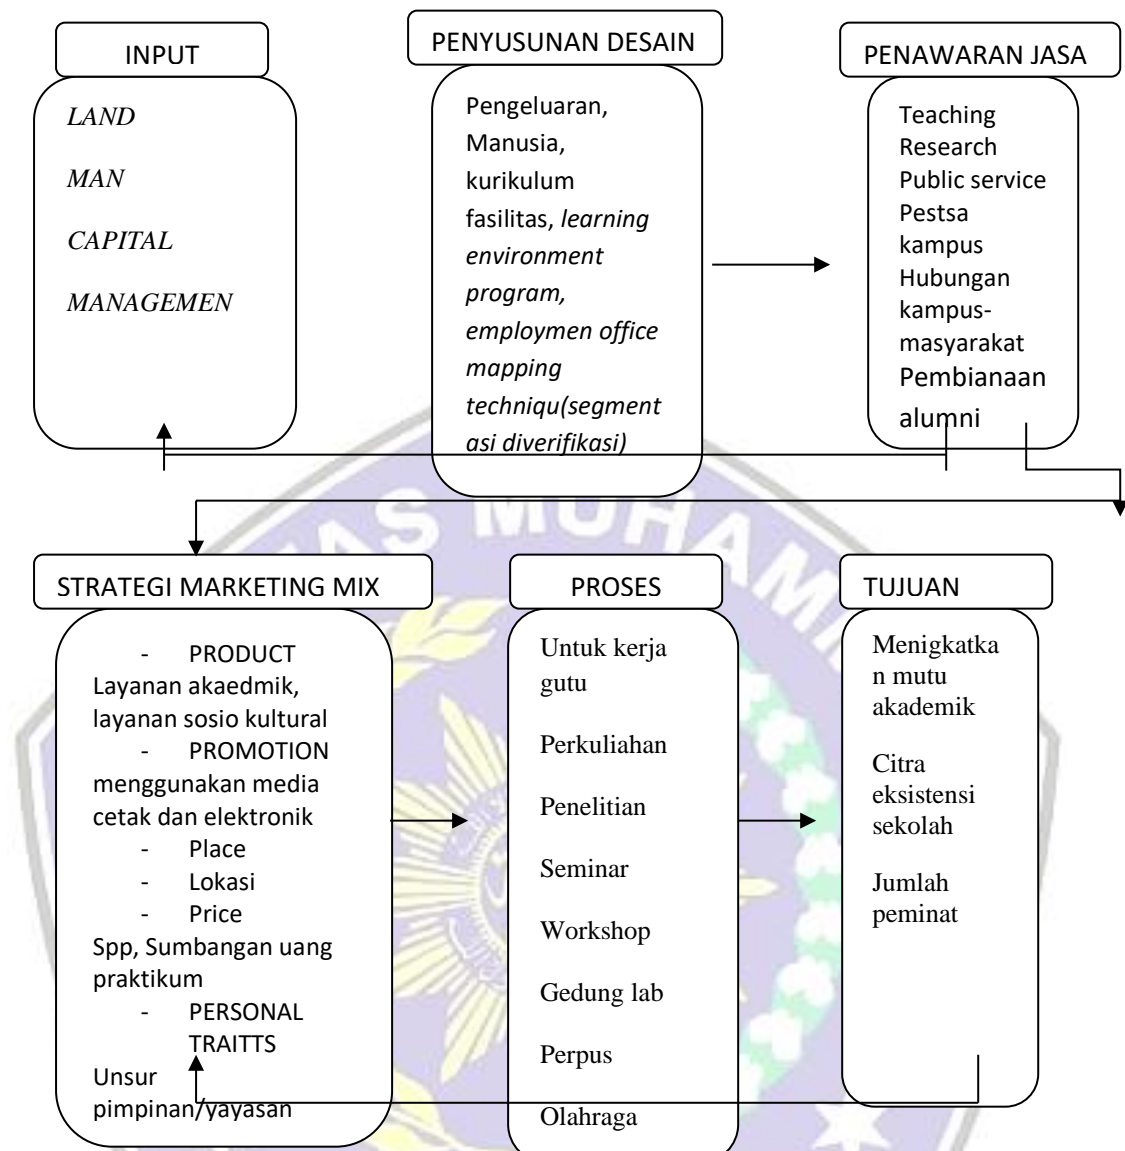 INPUT
LAND
MAN
CAPITAL
MANAGEMEN
PENYUSUNAN DESAIN
Pengeluaran,
Manusia,
kurikulum
fasilitas, learning
environment
program,
employmen office
mapping
techniqu(segment
asi diverifikasi)
PENAWARAN JASA
Teaching
Research
Public service
Pestsa
kampus
Hubungan
kampus-
masyarakat
Pembianaan
alumni
STRATEGI MARKETING MIX
- PRODUCT
Layanan akaedmik,
layanan sosio kultural
- PROMOTION
menggunakan media
cetak dan elektronik
- Place
- Lokasi
- Price
Spp, Sumbangan uang
praktikum
- PERSONAL
TRAITTS
Unsur
pimpinan/yayasan
PROSES
Untuk kerja
gutu
Perkuliahan
Penelitian
Seminar
Workshop
Gedung lab
Perpus
Olahraga
TUJUAN
Menigkatka
n mutu
akademik
Citra
eksistensi
sekolah
Jumlah
peminat
AS MUHAM